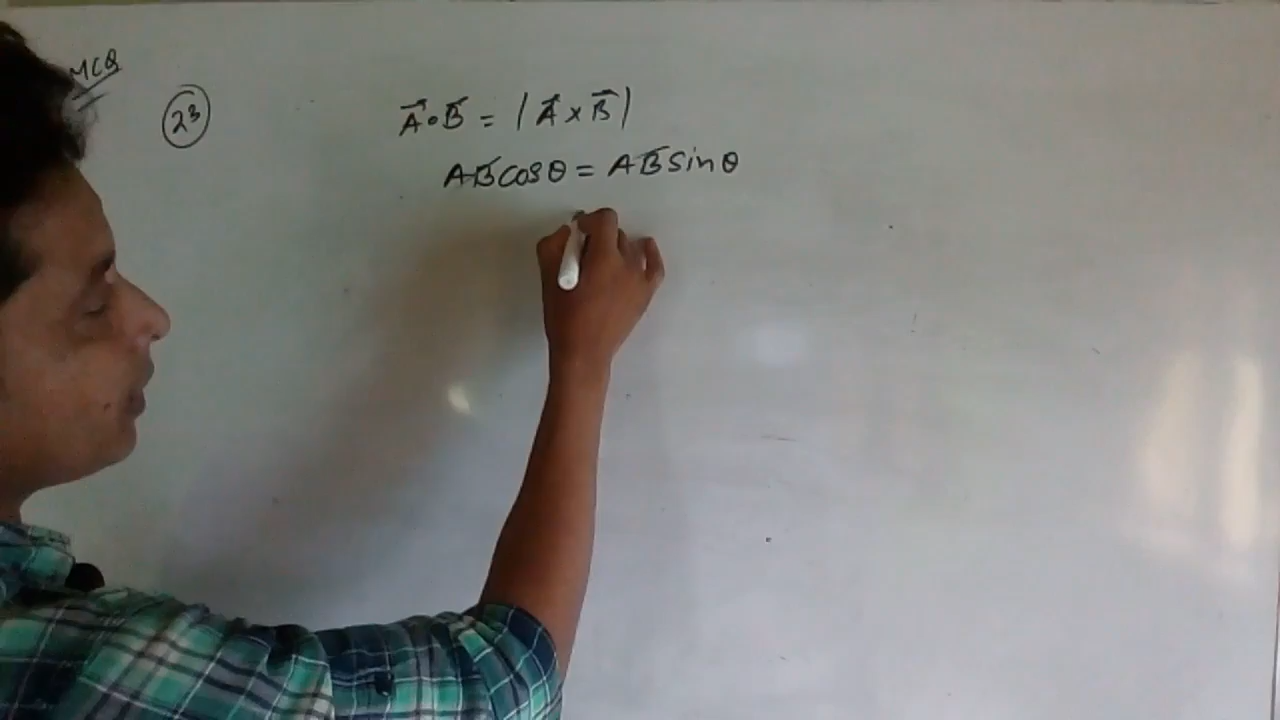 MCQ
23
A⃗•B⃗ = |A⃗×B⃗|
ABcosθ = ABsinθ